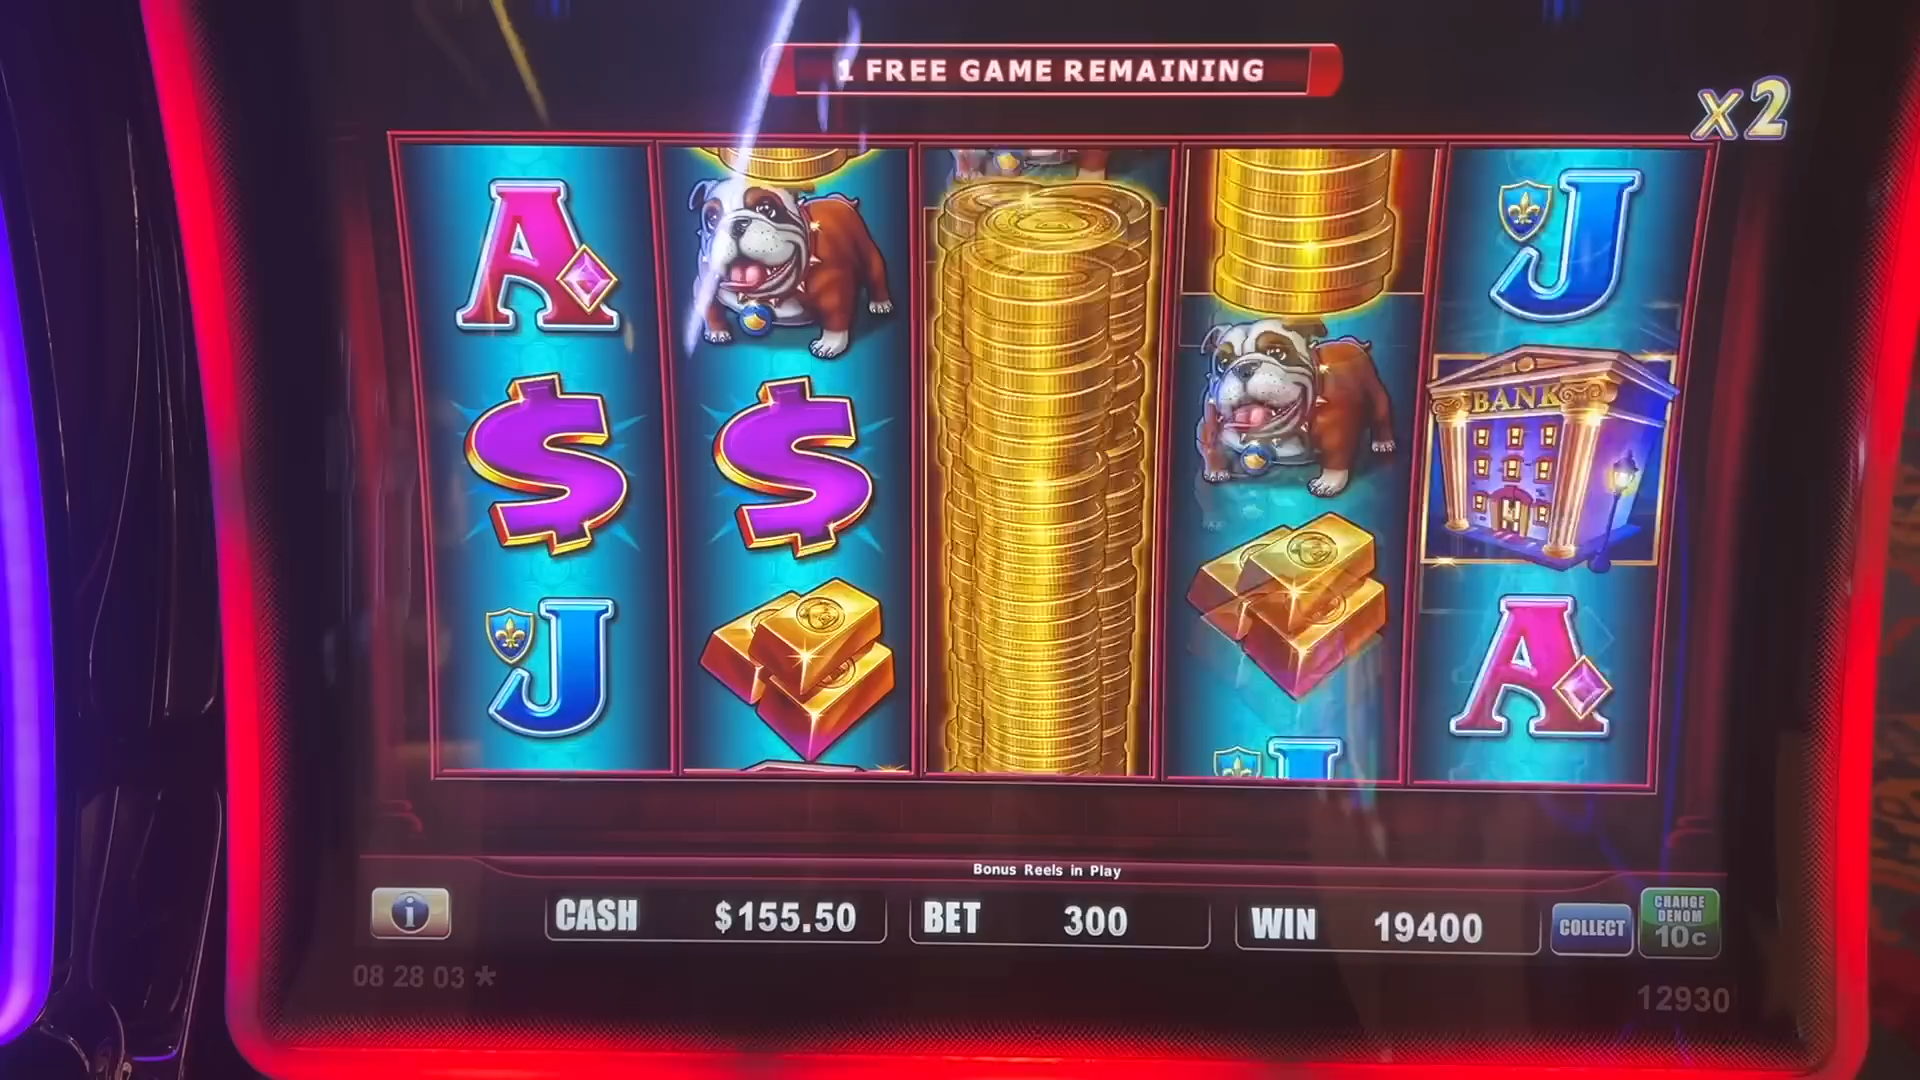 1 FREE GAME REMAINING
x2
A
J
$
$
BANK
J
A
J
Bonus Reels in Play
i
CASH $155.50
BET 300
WIN 19400
COLLECT
CHANGE
DENOM
10c
08 28 03 *
12930